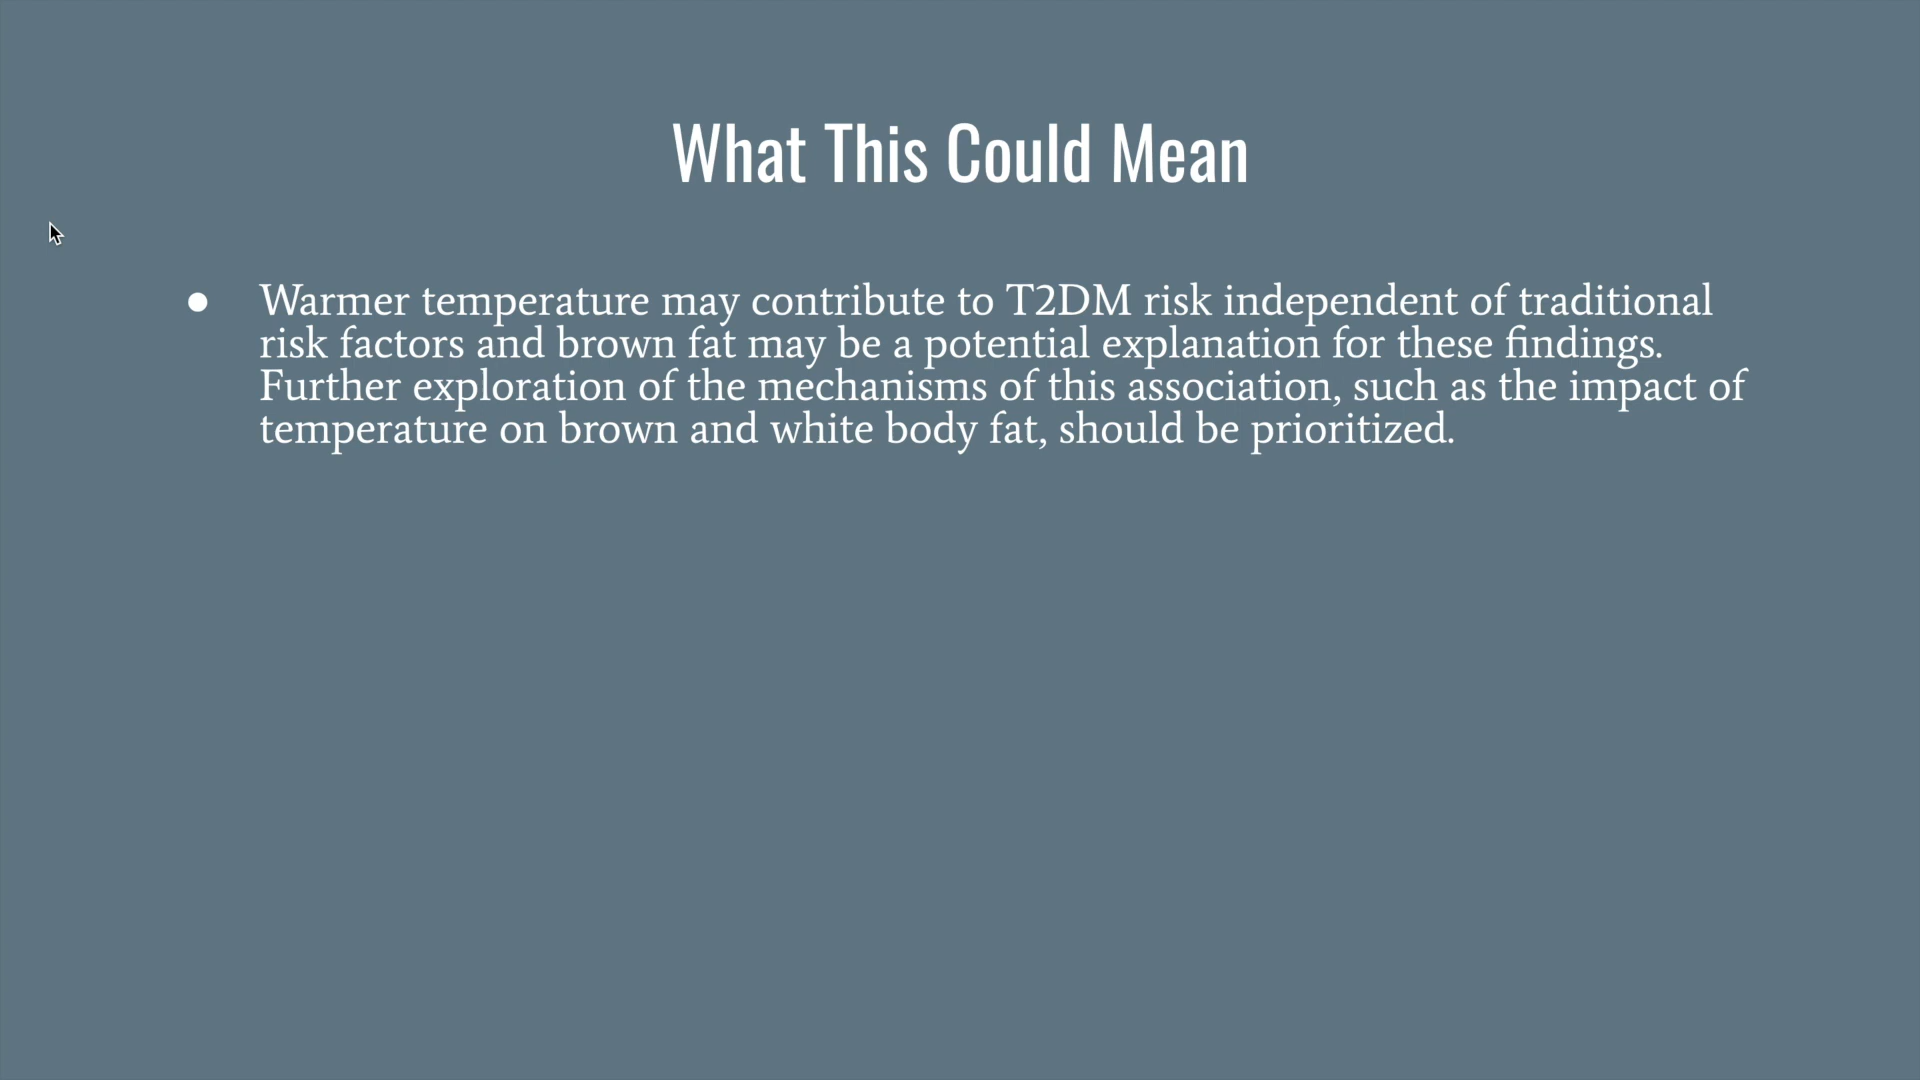 What This Could Mean
● Warmer temperature may contribute to T2DM risk independent of traditional
risk factors and brown fat may be a potential explanation for these findings.
Further exploration of the mechanisms of this association, such as the impact of
temperature on brown and white body fat, should be prioritized.